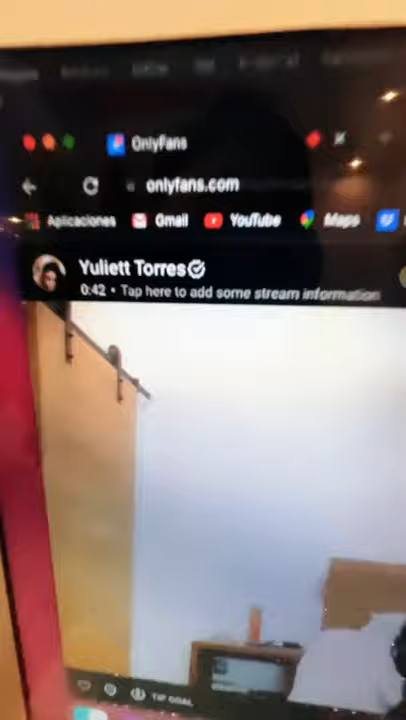 OnlyFans
onlyfans.com
Aplicaciones Gmail YouTube Maps
Yuliett Torres
0:42 • Tap here to add some stream information
TIP GOAL